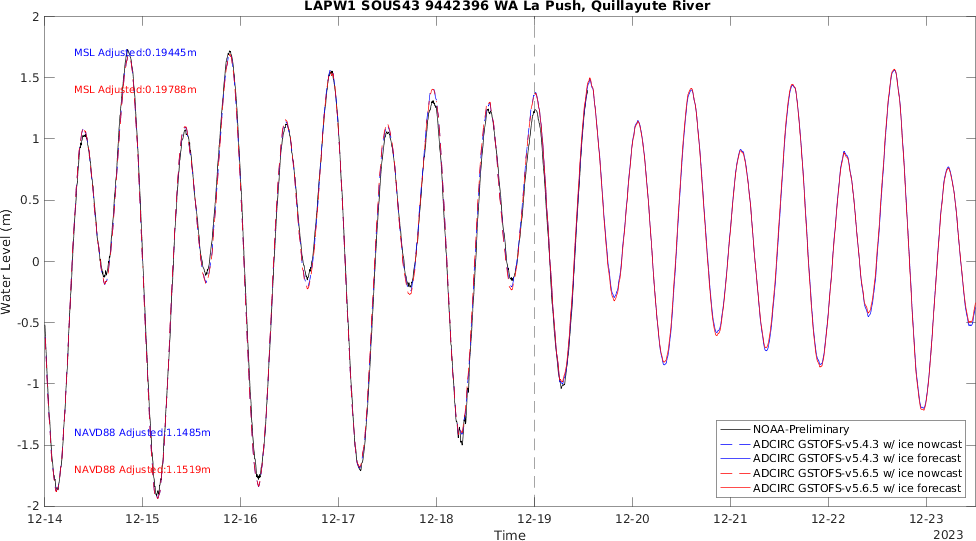 LAPW1 SOUS43 9442396 WA La Push, Quillayute River
2
1.5
1
0.5
0
-0.5
-1
-1.5
-2
Water Level (m)
MSL Adjusted:0.19445m
MSL Adjusted:0.19788m
NAVD88 Adjusted:1.1485m
NAVD88 Adjusted:1.1519m
NOAA-Preliminary
ADCIRC GSTOFS-v5.4.3 w/ ice nowcast
ADCIRC GSTOFS-v5.4.3 w/ ice forecast
ADCIRC GSTOFS-v5.6.5 w/ ice nowcast
ADCIRC GSTOFS-v5.6.5 w/ ice forecast
12-14 12-15 12-16 12-17 12-18 12-19 12-20 12-21 12-22 12-23
Time
2023